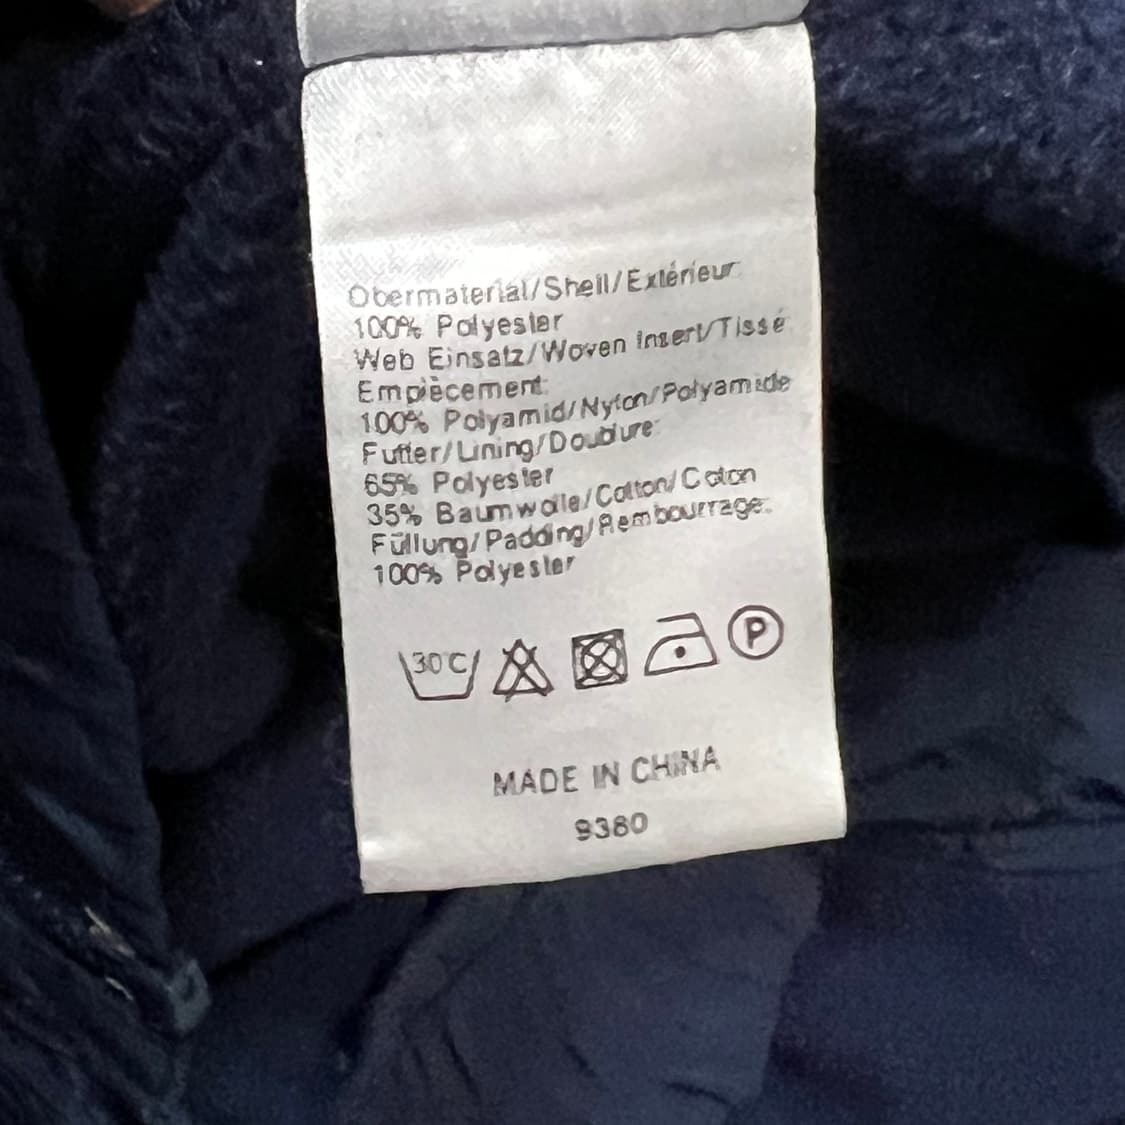 Obermaterial/Shell/Extérieur
100% Polyester
Web Einsatz/Woven Insert/Tissé
Empiècement:
100% Polyamid/Nylon/Polyamide
Futter/Lining/Doublure:
65% Polyester
35% Baumwolle/Cotton/Coton
Füllung/Padding/Rembourrage:
100% Polyester
30°C P
MADE IN CHINA
9380